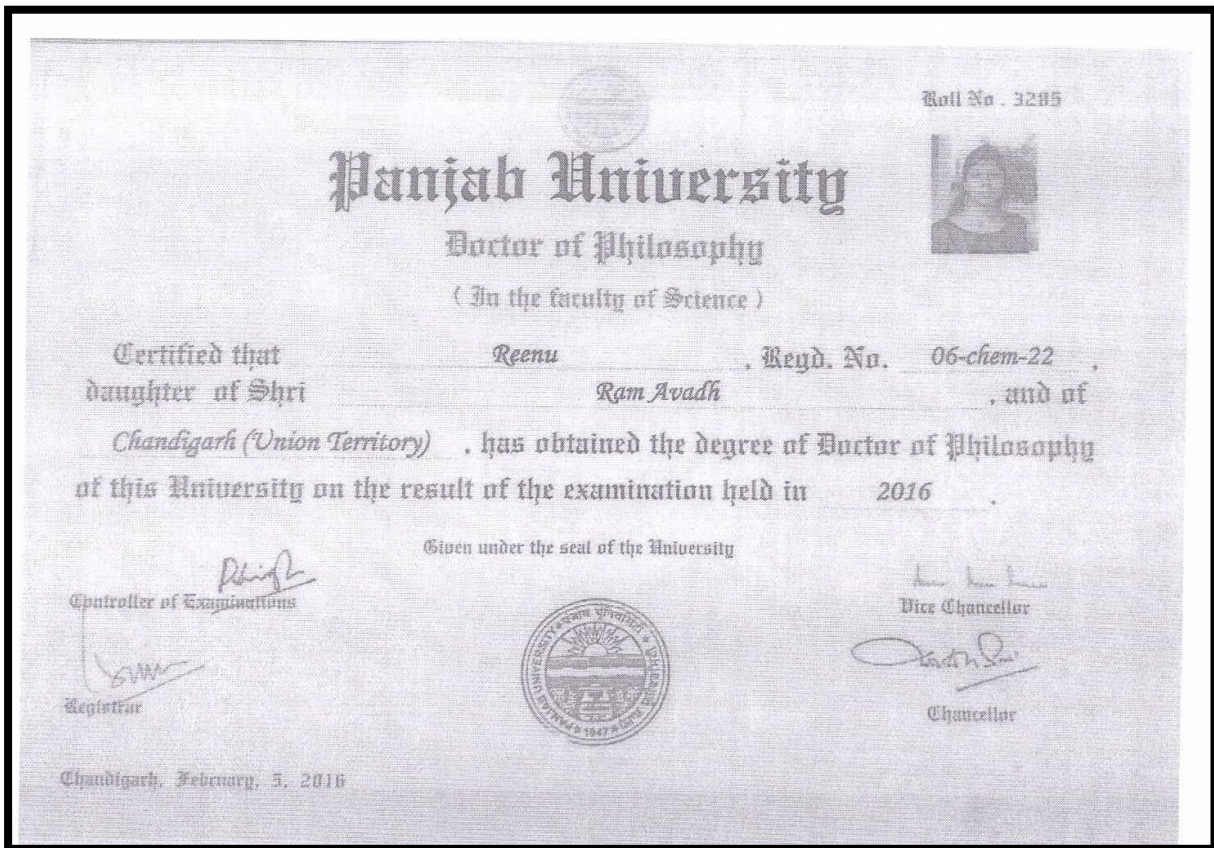 Roll No. 3285
Panjab University
Doctor of Philosophy
( In the faculty of Science )
Certified that Reenu , Regd. No. 06-chem-22 ,
daughter of Shri Ram Avadh , and of
Chandigarh (Union Territory) , has obtained the degree of Doctor of Philosophy
of this University on the result of the examination held in 2016 .
Given under the seal of the University
Controller of Examinations
Vice Chancellor
PANJAB UNIVERSITY
1947
Registrar
Chancellor
Chandigarh, February, 5, 2016